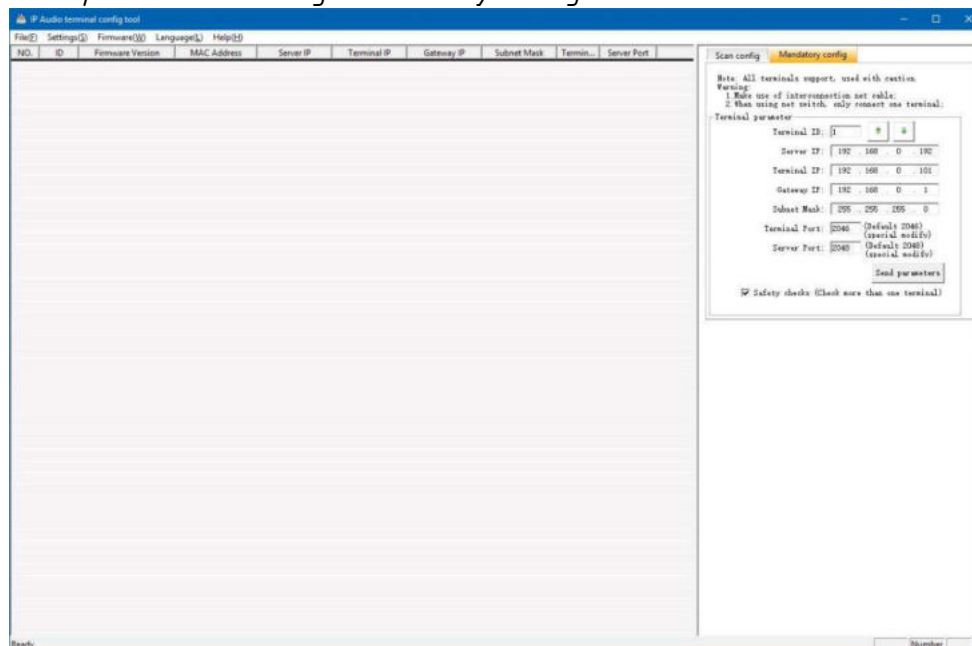 IP Audio terminal config tool
File(F) Settings(S) Firmware(W) Language(L) Help(H)
NO. ID Firmware Version MAC Address Server IP Terminal IP Gateway IP Subnet Mask Termin... Server Port
Scan config Mandatory config
Note: All terminals support, used with caution.
Warning:
1.Make use of interconnection net cable;
2.When using net switch, only connect one terminal;
Terminal parameter
Terminal ID: 1
Server IP: 192 . 168 . 0 . 192
Terminal IP: 192 . 168 . 0 . 101
Gateway IP: 192 . 168 . 0 . 1
Subnet Mask: 255 . 255 . 255 . 0
Terminal Port: 2046 (Default 2046)
(special modify)
Server Port: 2048 (Default 2048)
(special modify)
Send parameters
Safety checks (Check more than one terminal)
Ready
Number